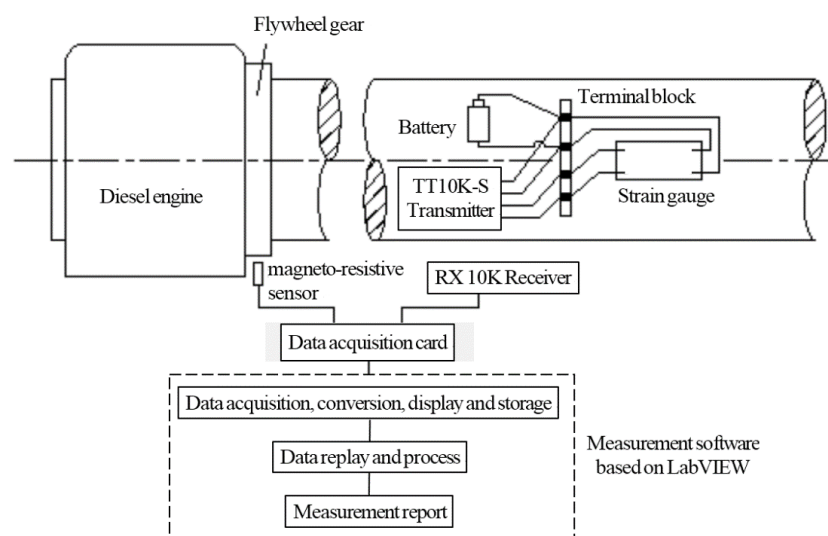 Flywheel gear
Terminal block
Battery
TT10K-S
Transmitter
Strain gauge
Diesel engine
magneto-resistive
sensor
RX 10K Receiver
Data acquisition card
Data acquisition, conversion, display and storage
Data replay and process
Measurement report
Measurement software
based on LabVIEW